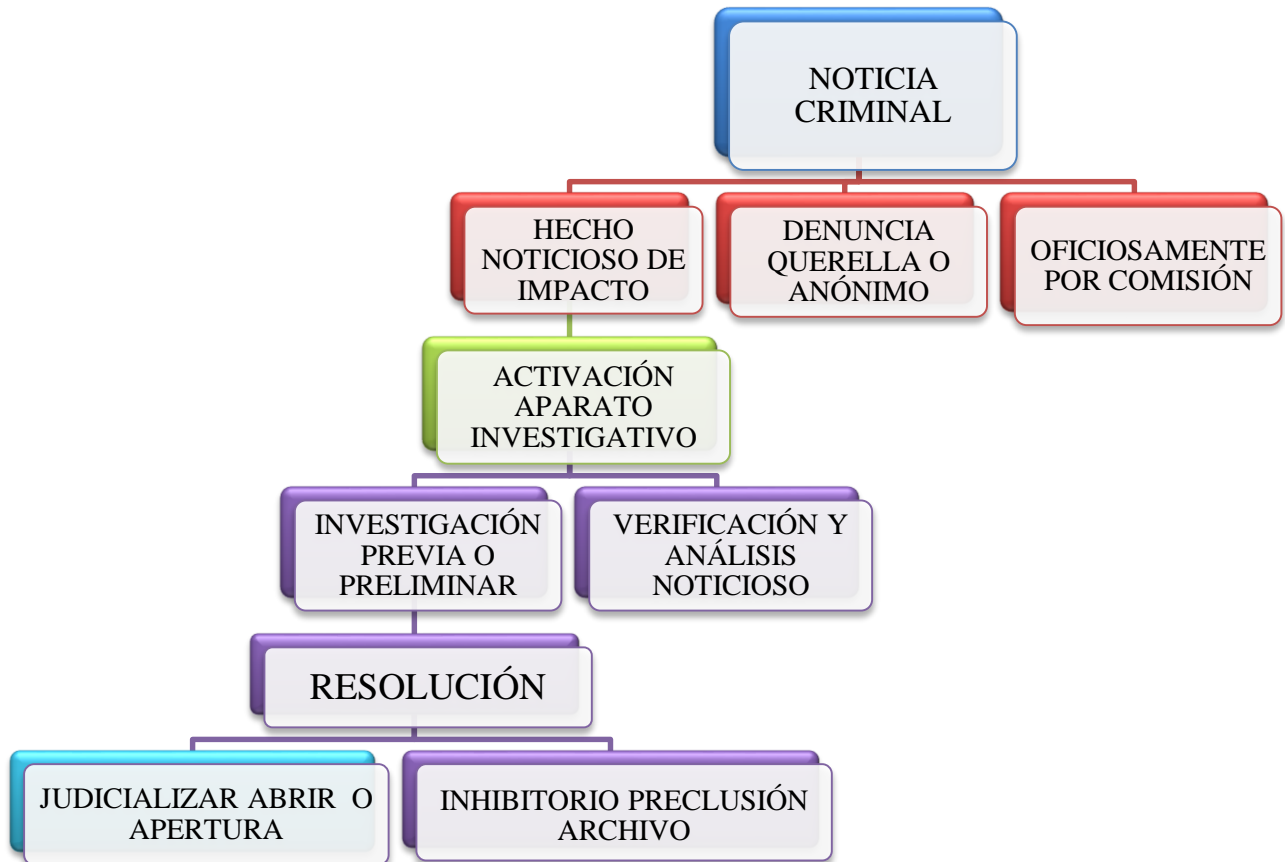 NOTICIA
CRIMINAL
HECHO
NOTICIOSO DE
IMPACTO
DENUNCIA
QUERELLA O
ANÓNIMO
OFICIOSAMENTE
POR COMISIÓN
ACTIVACIÓN
APARATO
INVESTIGATIVO
INVESTIGACIÓN
PREVIA O
PRELIMINAR
VERIFICACIÓN Y
ANÁLISIS
NOTICIOSO
RESOLUCIÓN
JUDICIALIZAR ABRIR O
APERTURA
INHIBITORIO PRECLUSIÓN
ARCHIVO